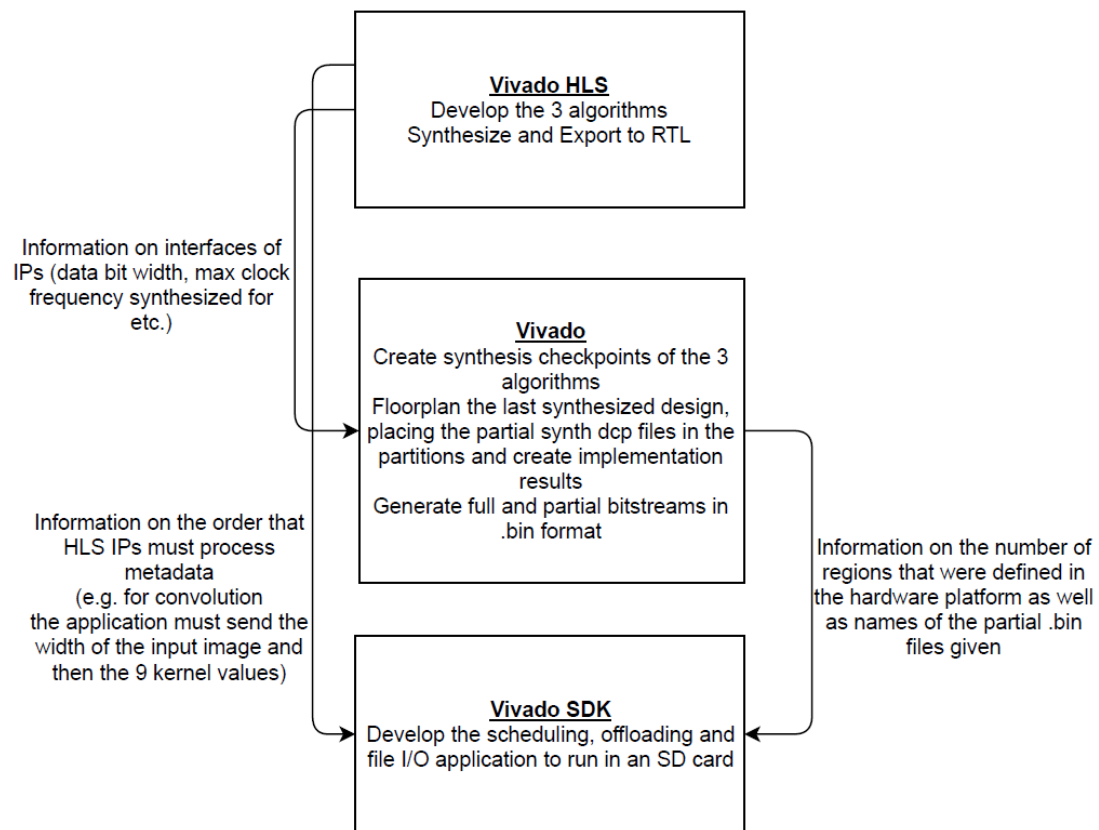 Vivado HLS
Develop the 3 algorithms
Synthesize and Export to RTL
Information on interfaces of
IPs (data bit width, max clock
frequency synthesized for
etc.)
Vivado
Create synthesis checkpoints of the 3
algorithms
Floorplan the last synthesized design,
placing the partial synth dcp files in the
partitions and create implementation
results
Generate full and partial bitstreams in
.bin format
Information on the order that
HLS IPs must process
metadata
(e.g. for convolution
the application must send the
width of the input image and
then the 9 kernel values)
Information on the number of
regions that were defined in
the hardware platform as well
as names of the partial .bin
files given
Vivado SDK
Develop the scheduling, offloading and
file I/O application to run in an SD card